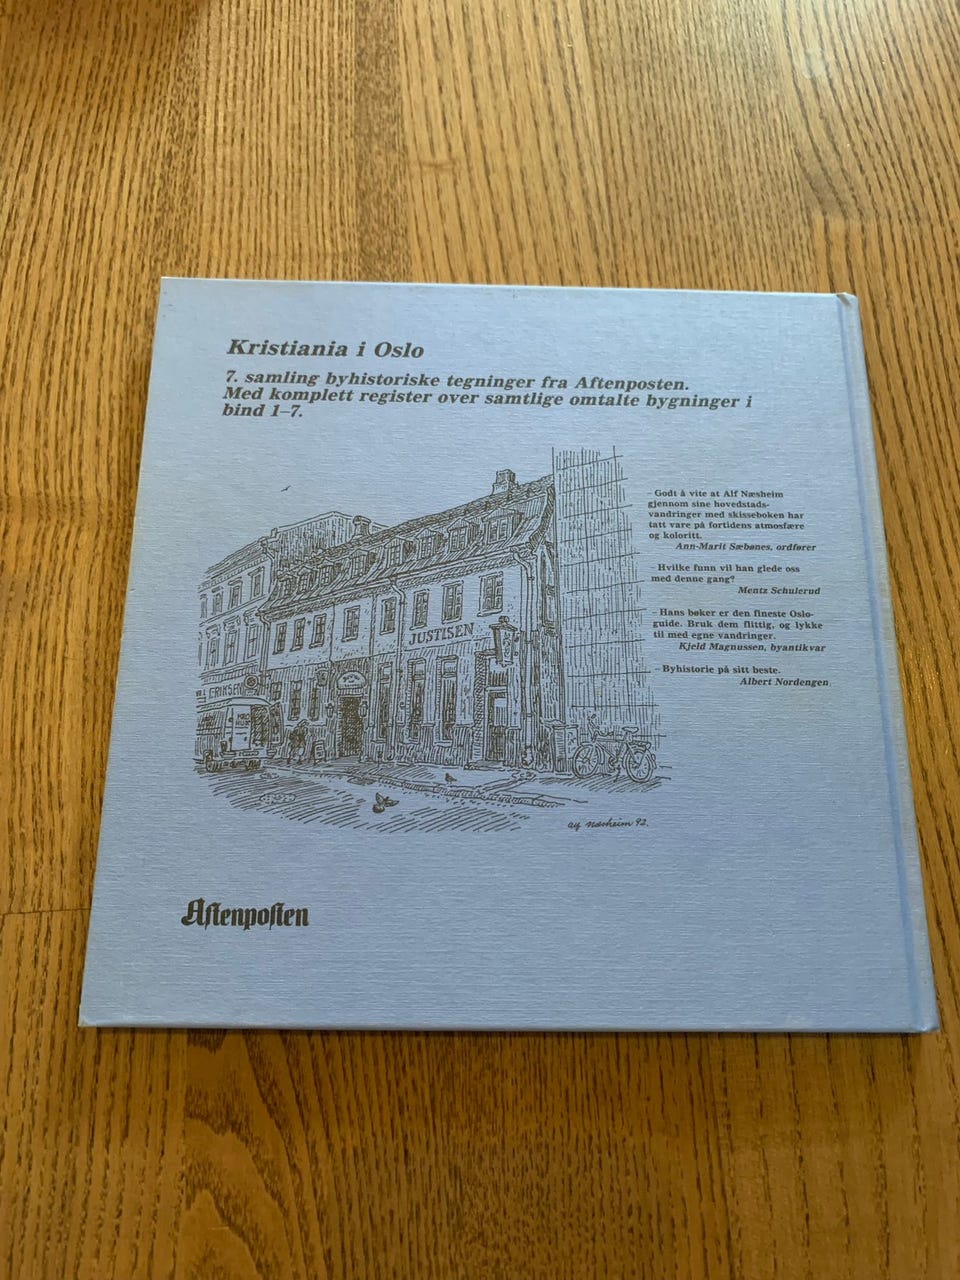 Kristiania i Oslo
7. samling byhistoriske tegninger fra Aftenposten.
Med komplett register over samtlige omtalte bygninger i
bind 1–7.
– Godt å vite at Alf Næsheim
gjennom sine hovedstads-
vandringer med skisseboken har
tatt vare på fortidens atmosfære
og koloritt.
Ann-Marit Sæbønes, ordfører
– Hvilke funn vil han glede oss
med denne gang?
Mentz Schulerud
– Hans bøker er den fineste Oslo-
guide. Bruk dem flittig, og lykke
til med egne vandringer.
Kjeld Magnussen, byantikvar
– Byhistorie på sitt beste.
Albert Nordengen
JUSTISEN
ERIKSEN
alf næsheim 92.
Aftenposten